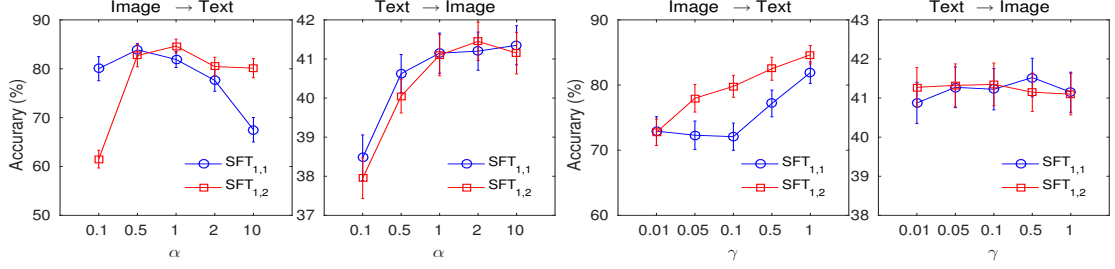 Image → Text
Accurary (%)
90
80
70
60
50
0.1 0.5 1 2 10
α
SFT1,1
SFT1,2
Text → Image
42
41
40
39
38
37
0.1 0.5 1 2 10
α
SFT1,1
SFT1,2
Image → Text
Accurary (%)
90
80
70
60
0.01 0.05 0.1 0.5 1
γ
SFT1,1
SFT1,2
Text → Image
43
42
41
40
39
38
0.01 0.05 0.1 0.5 1
γ
SFT1,1
SFT1,2